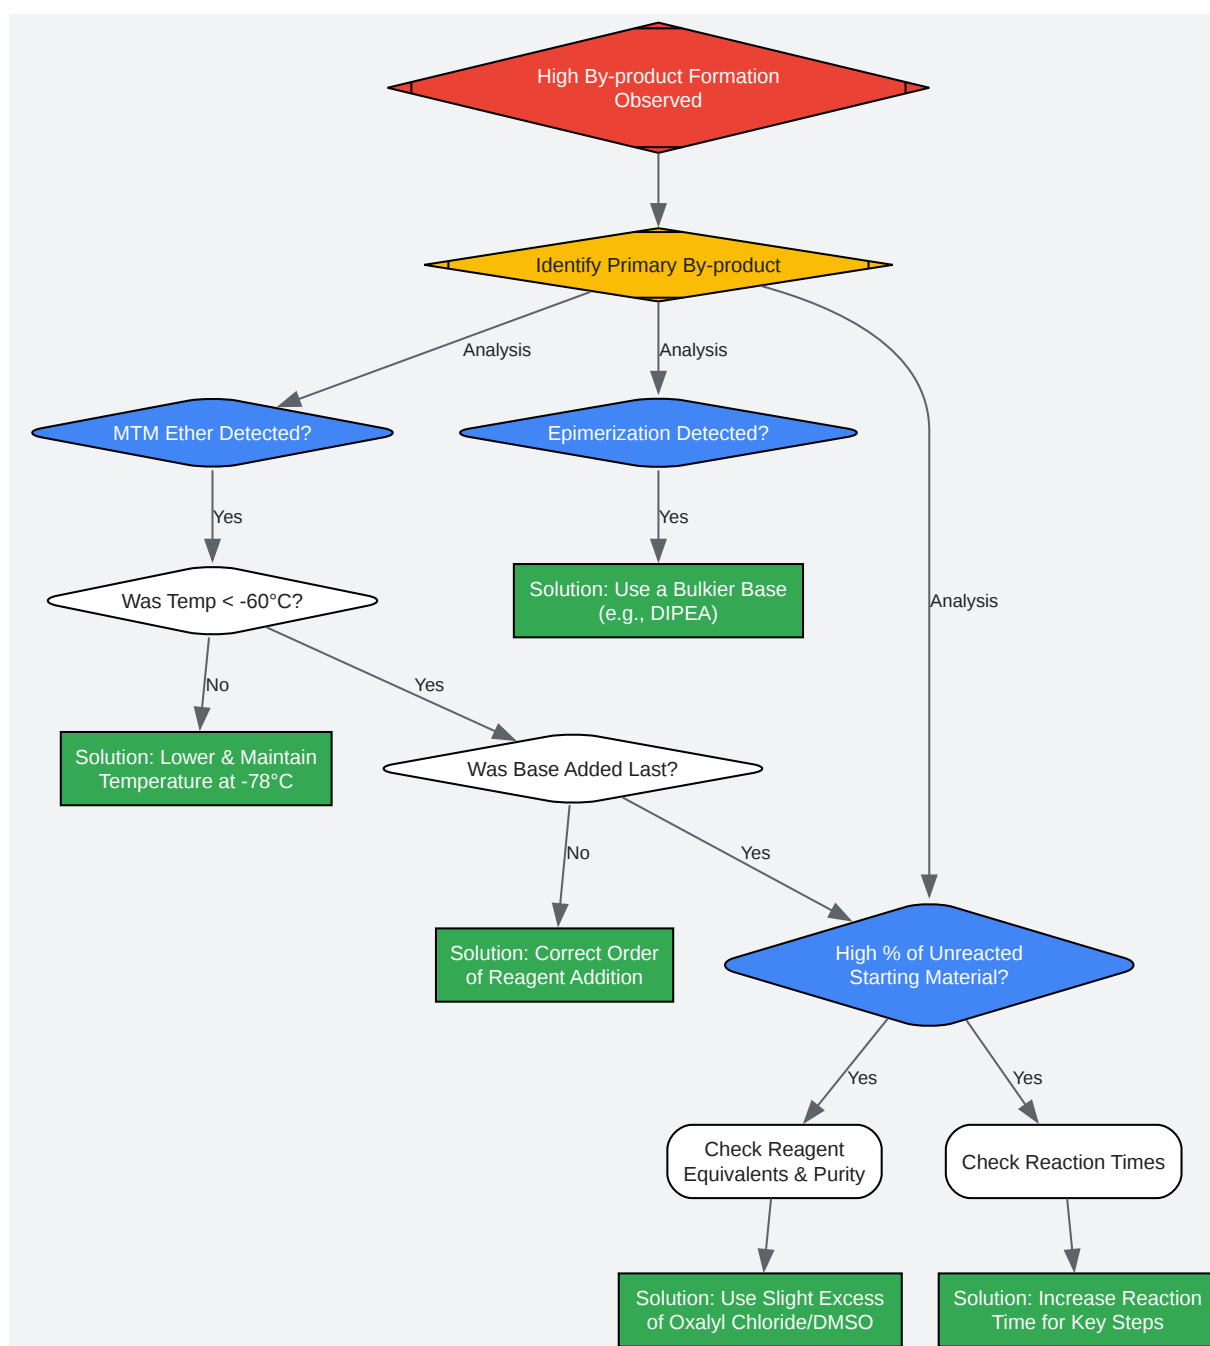 High By-product Formation
Observed
Identify Primary By-product
Analysis
Analysis
MTM Ether Detected?
Epimerization Detected?
Yes
Yes
Was Temp < -60°C?
Solution: Use a Bulkier Base
(e.g., DIPEA)
Analysis
No
Yes
Solution: Lower & Maintain
Temperature at -78°C
Was Base Added Last?
No
Yes
Solution: Correct Order
of Reagent Addition
High % of Unreacted
Starting Material?
Yes
Yes
Check Reagent
Equivalents & Purity
Check Reaction Times
Solution: Use Slight Excess
of Oxalyl Chloride/DMSO
Solution: Increase Reaction
Time for Key Steps